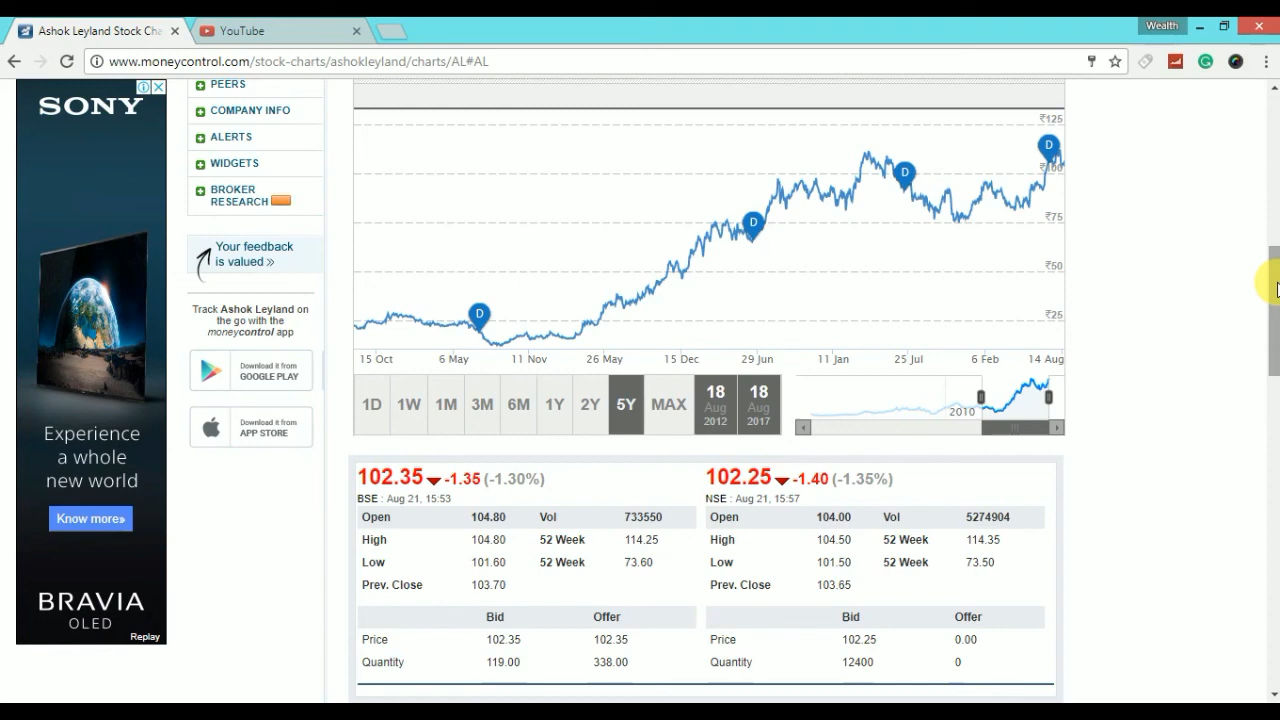 Ashok Leyland Stock Cha
YouTube
Wealth
www.moneycontrol.com/stock-charts/ashokleyland/charts/AL#AL
SONY
Experience
a whole
new world
Know more»
BRAVIA
OLED
Replay
PEERS
COMPANY INFO
ALERTS
WIDGETS
BROKER
RESEARCH
Your feedback
is valued »
Track Ashok Leyland on
the go with the
moneycontrol app
Download it from
GOOGLE PLAY
Download it from
APP STORE
₹125
₹100
₹75
₹50
₹25
D D D D
15 Oct 6 May 11 Nov 26 May 15 Dec 29 Jun 11 Jan 25 Jul 6 Feb 14 Aug
1D 1W 1M 3M 6M 1Y 2Y 5Y MAX
18 Aug 2012
18 Aug 2017
2010
102.35 -1.35 (-1.30%)
BSE : Aug 21, 15:53
Open 104.80 Vol 733550
High 104.80 52 Week 114.25
Low 101.60 52 Week 73.60
Prev. Close 103.70
Bid Offer
Price 102.35 102.35
Quantity 119.00 338.00
102.25 -1.40 (-1.35%)
NSE : Aug 21, 15:57
Open 104.00 Vol 5274904
High 104.50 52 Week 114.35
Low 101.50 52 Week 73.50
Prev. Close 103.65
Bid Offer
Price 102.25 0.00
Quantity 12400 0